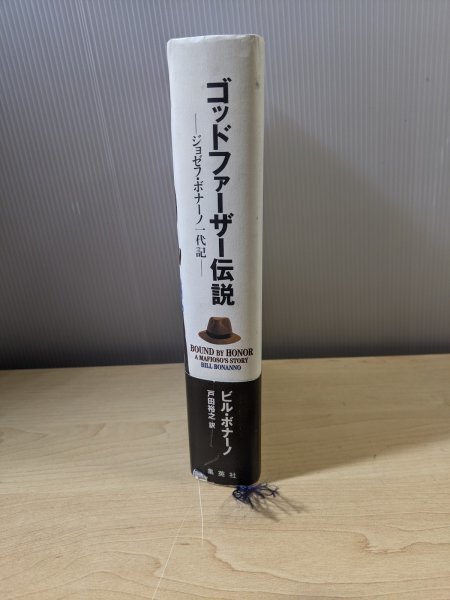 ゴッドファーザー伝説
―ジョゼフ・ボナーノ一代記―
BOUND BY HONOR
A MAFIOSO'S STORY
BILL BONANNO
ビル・ボナーノ
戸田裕之 訳
集英社